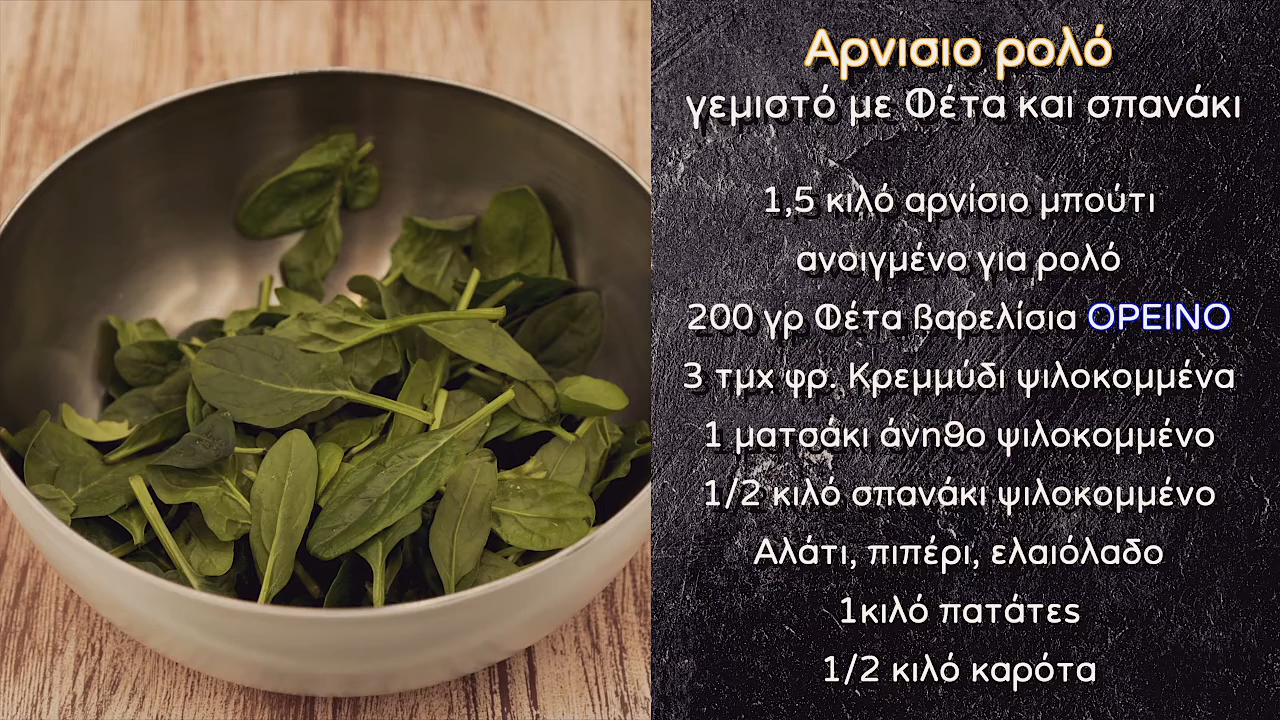 Αρνισιο ρολό
γεμιστό με Φέτα και σπανάκι
1,5 κιλό αρνίσιο μπούτι
ανοιγμένο για ρολό
200 γρ Φέτα βαρελίσια ΟΡΕΙΝΟ
3 τμχ φρ. Κρεμμύδι ψιλοκομμένα
1 ματσάκι άνηθο ψιλοκομμένο
1/2 κιλό σπανάκι ψιλοκομμένο
Αλάτι, πιπέρι, ελαιόλαδο
1κιλό πατάτες
1/2 κιλό καρότα